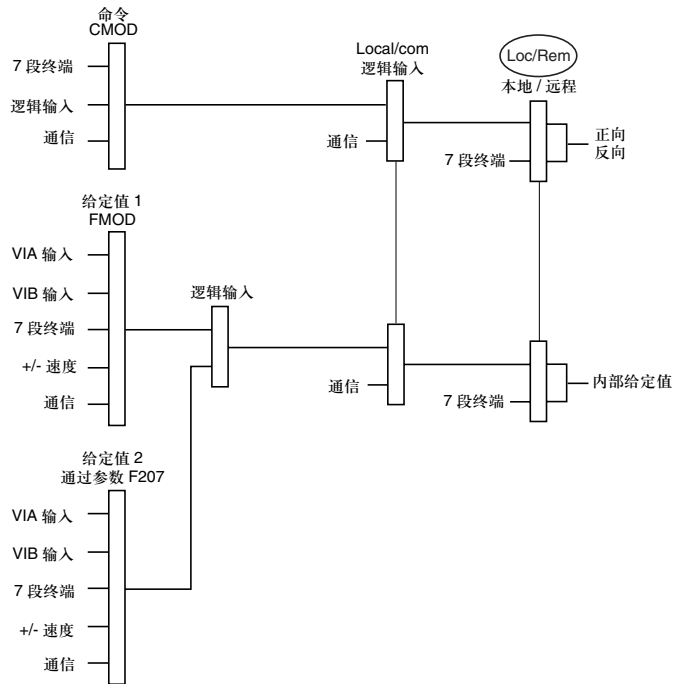 命令
CMOD
7 段终端
逻辑输入
通信
Local/com
逻辑输入
通信
Loc/Rem
本地 / 远程
7 段终端
正向
反向
给定值 1
FMOD
VIA 输入
VIB 输入
7 段终端
+/- 速度
通信
逻辑输入
通信
7 段终端
内部给定值
给定值 2
通过参数 F207
VIA 输入
VIB 输入
7 段终端
+/- 速度
通信